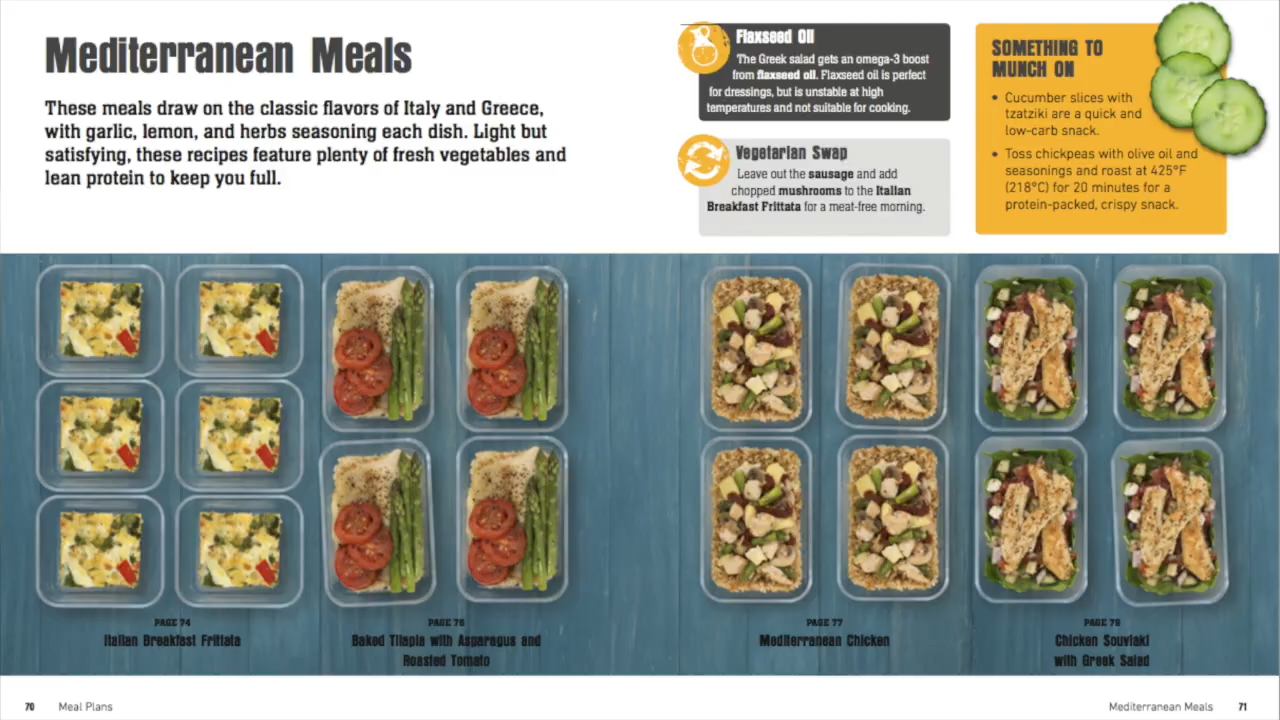 Mediterranean Meals
These meals draw on the classic flavors of Italy and Greece,
with garlic, lemon, and herbs seasoning each dish. Light but
satisfying, these recipes feature plenty of fresh vegetables and
lean protein to keep you full.
Flaxseed Oil
The Greek salad gets an omega-3 boost
from flaxseed oil. Flaxseed oil is perfect
for dressings, but is unstable at high
temperatures and not suitable for cooking.
Vegetarian Swap
Leave out the sausage and add
chopped mushrooms to the Italian
Breakfast Frittata for a meat-free morning.
SOMETHING TO
MUNCH ON
• Cucumber slices with
tzatziki are a quick and
low-carb snack.
• Toss chickpeas with olive oil and
seasonings and roast at 425°F
(218°C) for 20 minutes for a
protein-packed, crispy snack.
PAGE 74
Italian Breakfast Frittata
PAGE 76
Baked Tilapia with Asparagus and
Roasted Tomato
PAGE 77
Mediterranean Chicken
PAGE 78
Chicken Souvlaki
with Greek Salad
70 Meal Plans
Mediterranean Meals 71